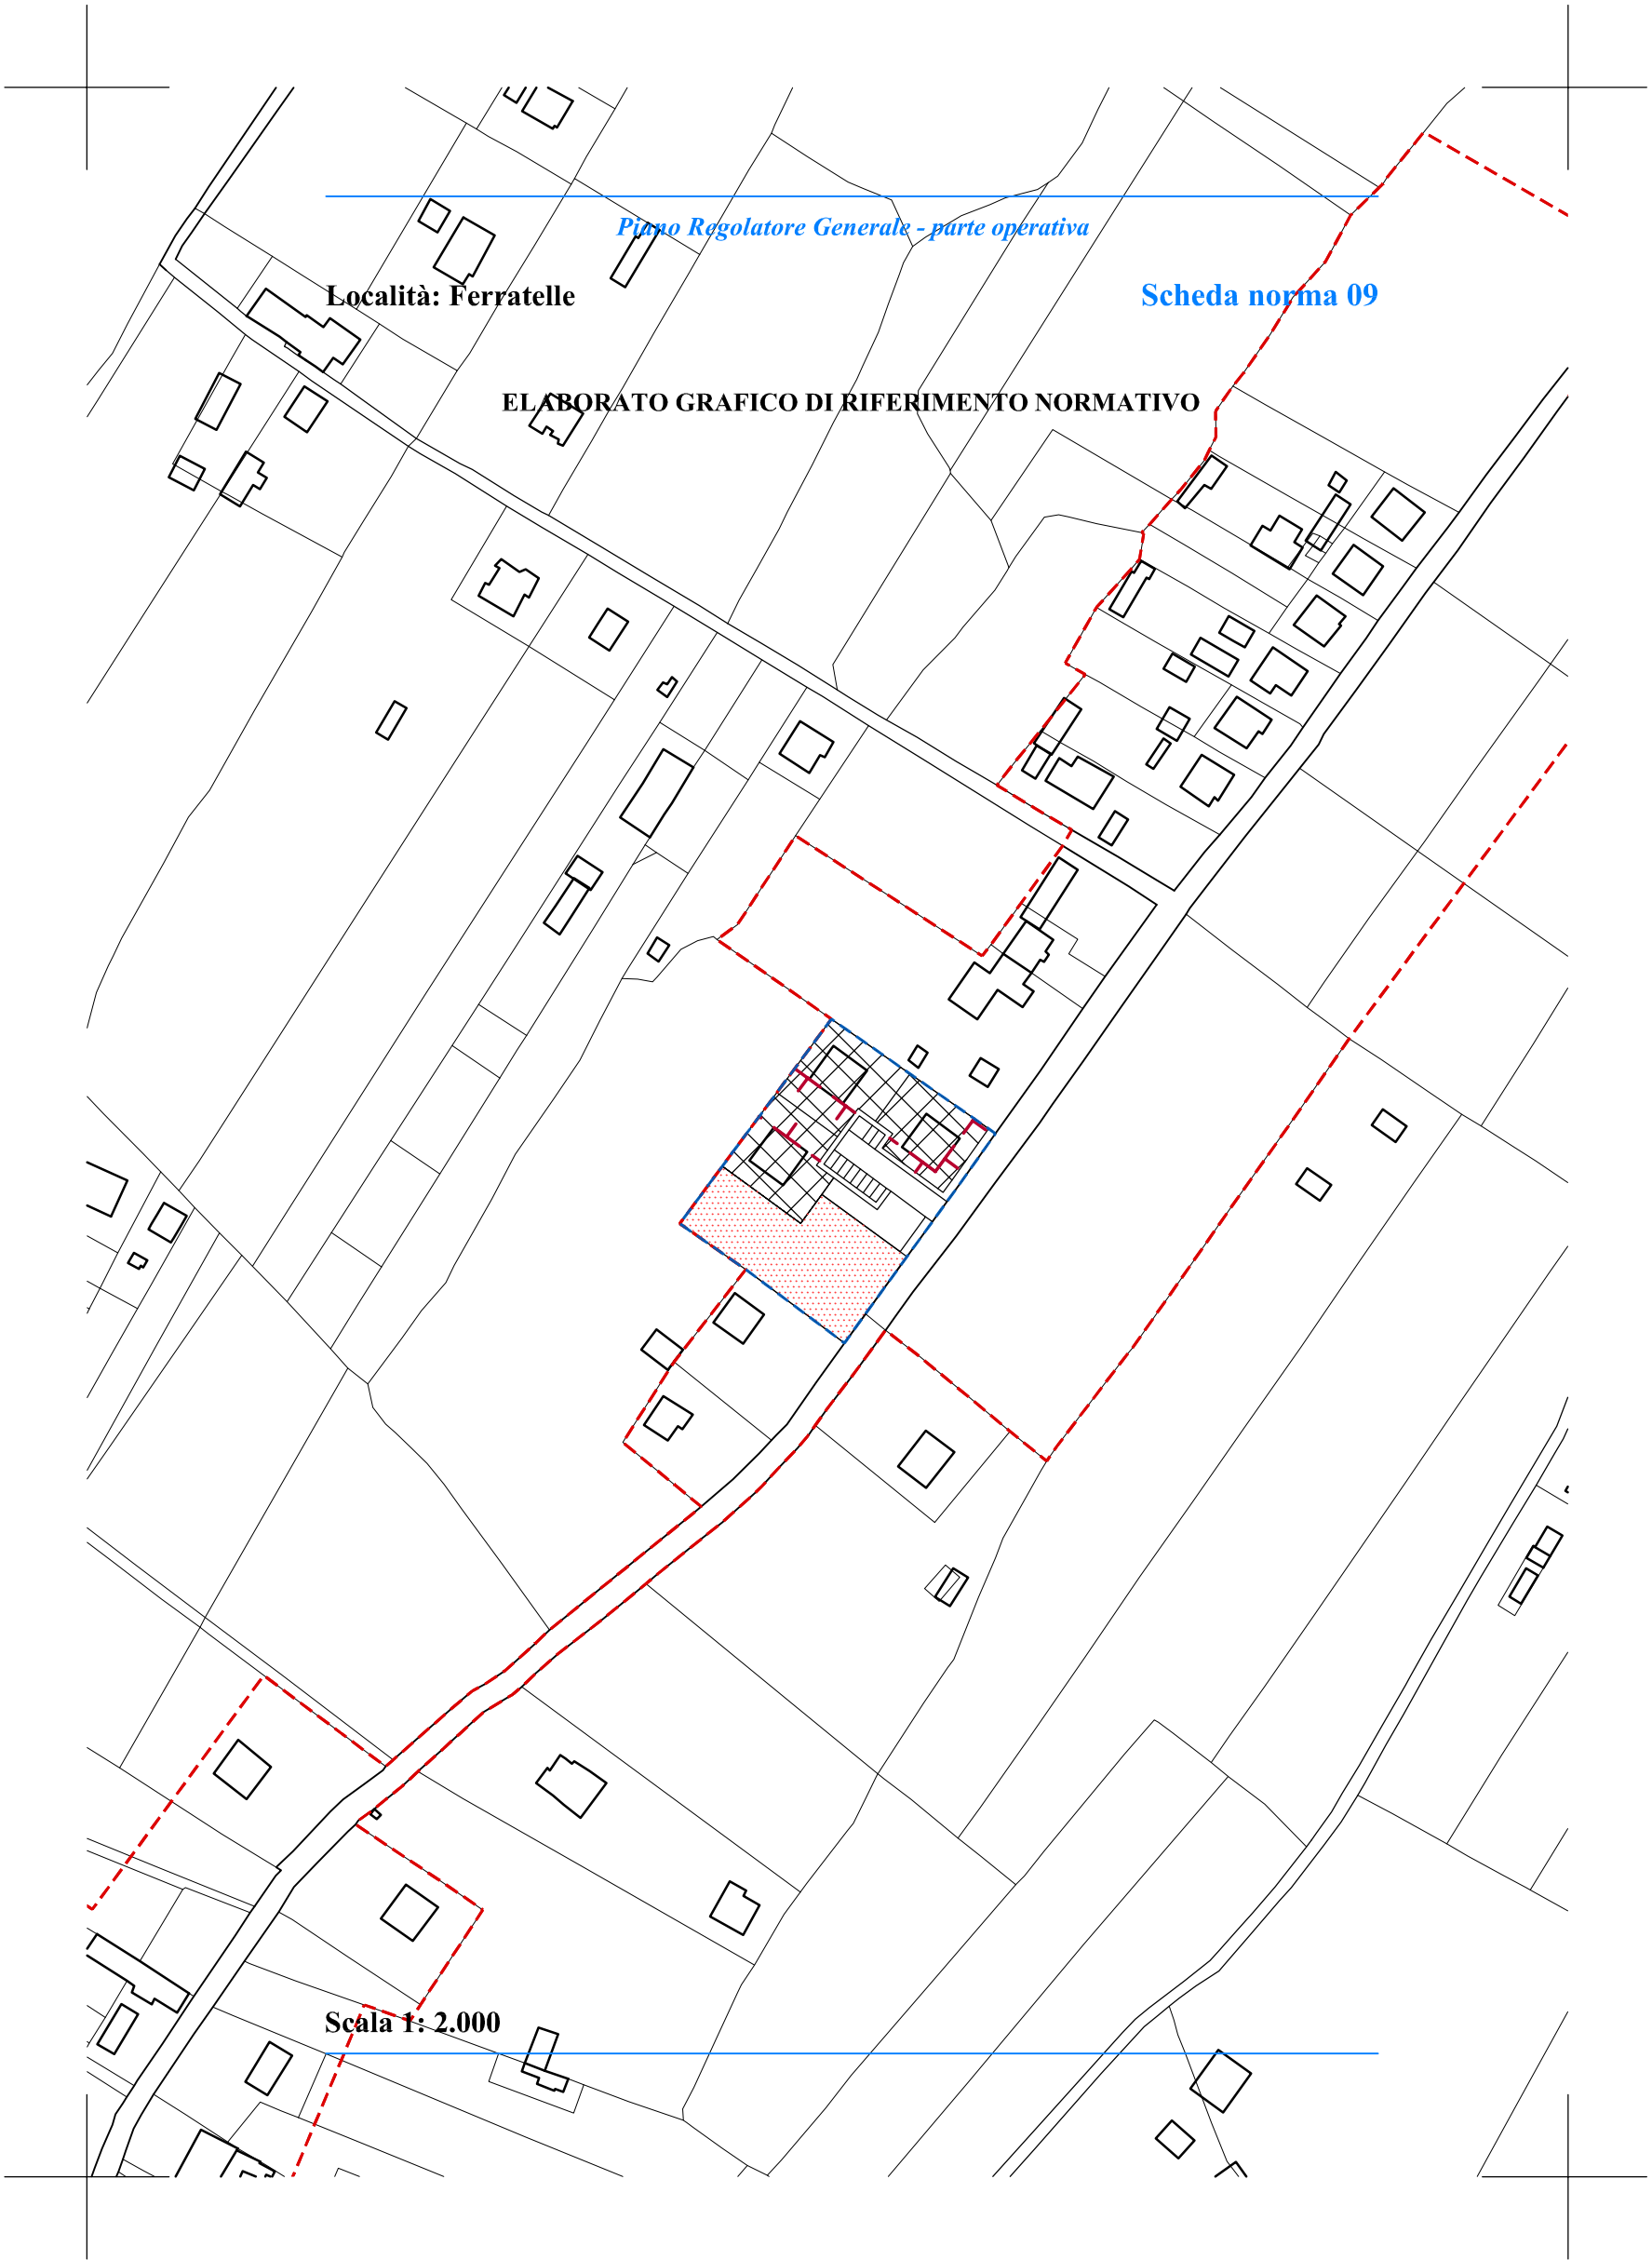 Piano Regolatore Generale - parte operativa
Località: Ferratelle
Scheda norma 09
ELABORATO GRAFICO DI RIFERIMENTO NORMATIVO
Scala 1: 2.000